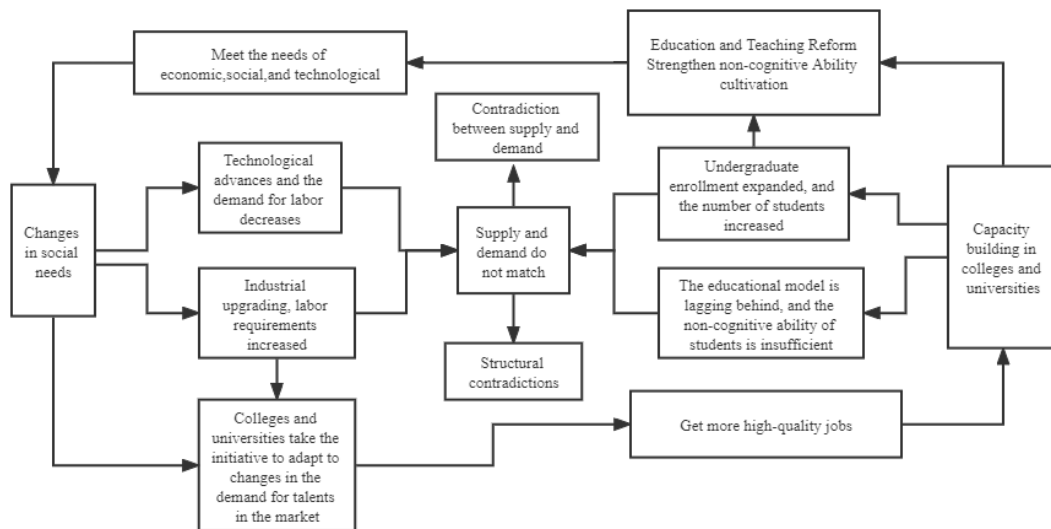 Meet the needs of
economic,social,and technological
Education and Teaching Reform
Strengthen non-cognitive Ability
cultivation
Contradiction
between supply and
demand
Technological
advances and the
demand for labor
decreases
Undergraduate
enrollment expanded, and
the number of students
increased
Changes
in social
needs
Supply and
demand do
not match
Capacity
building in
colleges and
universities
Industrial
upgrading, labor
requirements
increased
The educational model is
lagging behind, and the
non-cognitive ability of
students is insufficient
Structural
contradictions
Colleges and
universities take the
initiative to adapt to
changes in the
demand for talents
in the market
Get more high-quality jobs